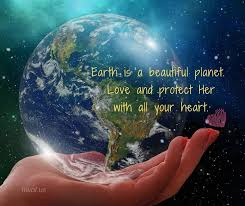 Earth is a beautiful planet.
Love and protect Her
with all your heart.